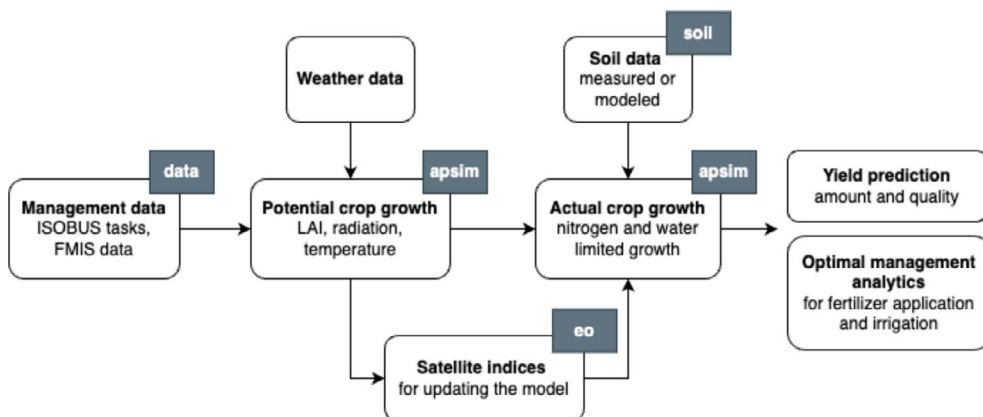 soil
Weather data
Soil data
measured or
modeled
data
apsim
apsim
Management data
ISOBUS tasks,
FMIS data
Potential crop growth
LAI, radiation,
temperature
Actual crop growth
nitrogen and water
limited growth
Yield prediction
amount and quality
Optimal management
analytics
for fertilizer application
and irrigation
eo
Satellite indices
for updating the model